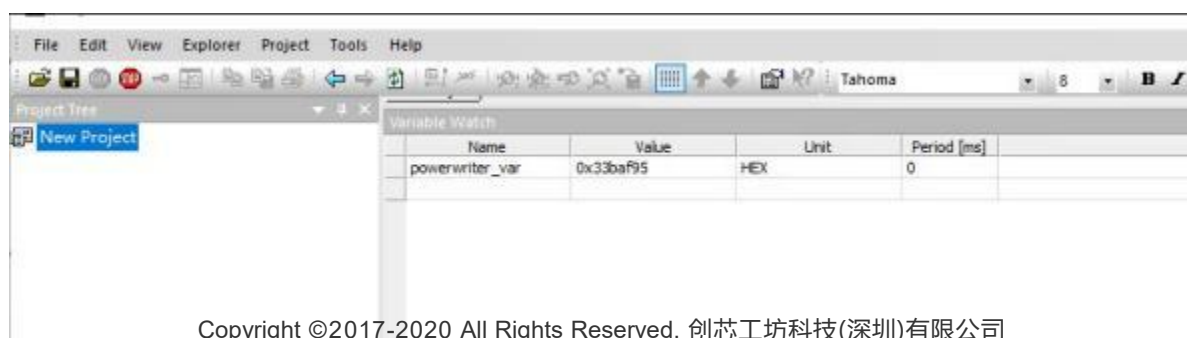 File Edit View Explorer Project Tools Help
Tahoma 8 B I
Project Tree
New Project
Variable Watch
Name Value Unit Period [ms]
powerwriter_var 0x33baf95 HEX 0
Copyright ©2017-2020 All Rights Reserved. 创芯工坊科技(深圳)有限公司